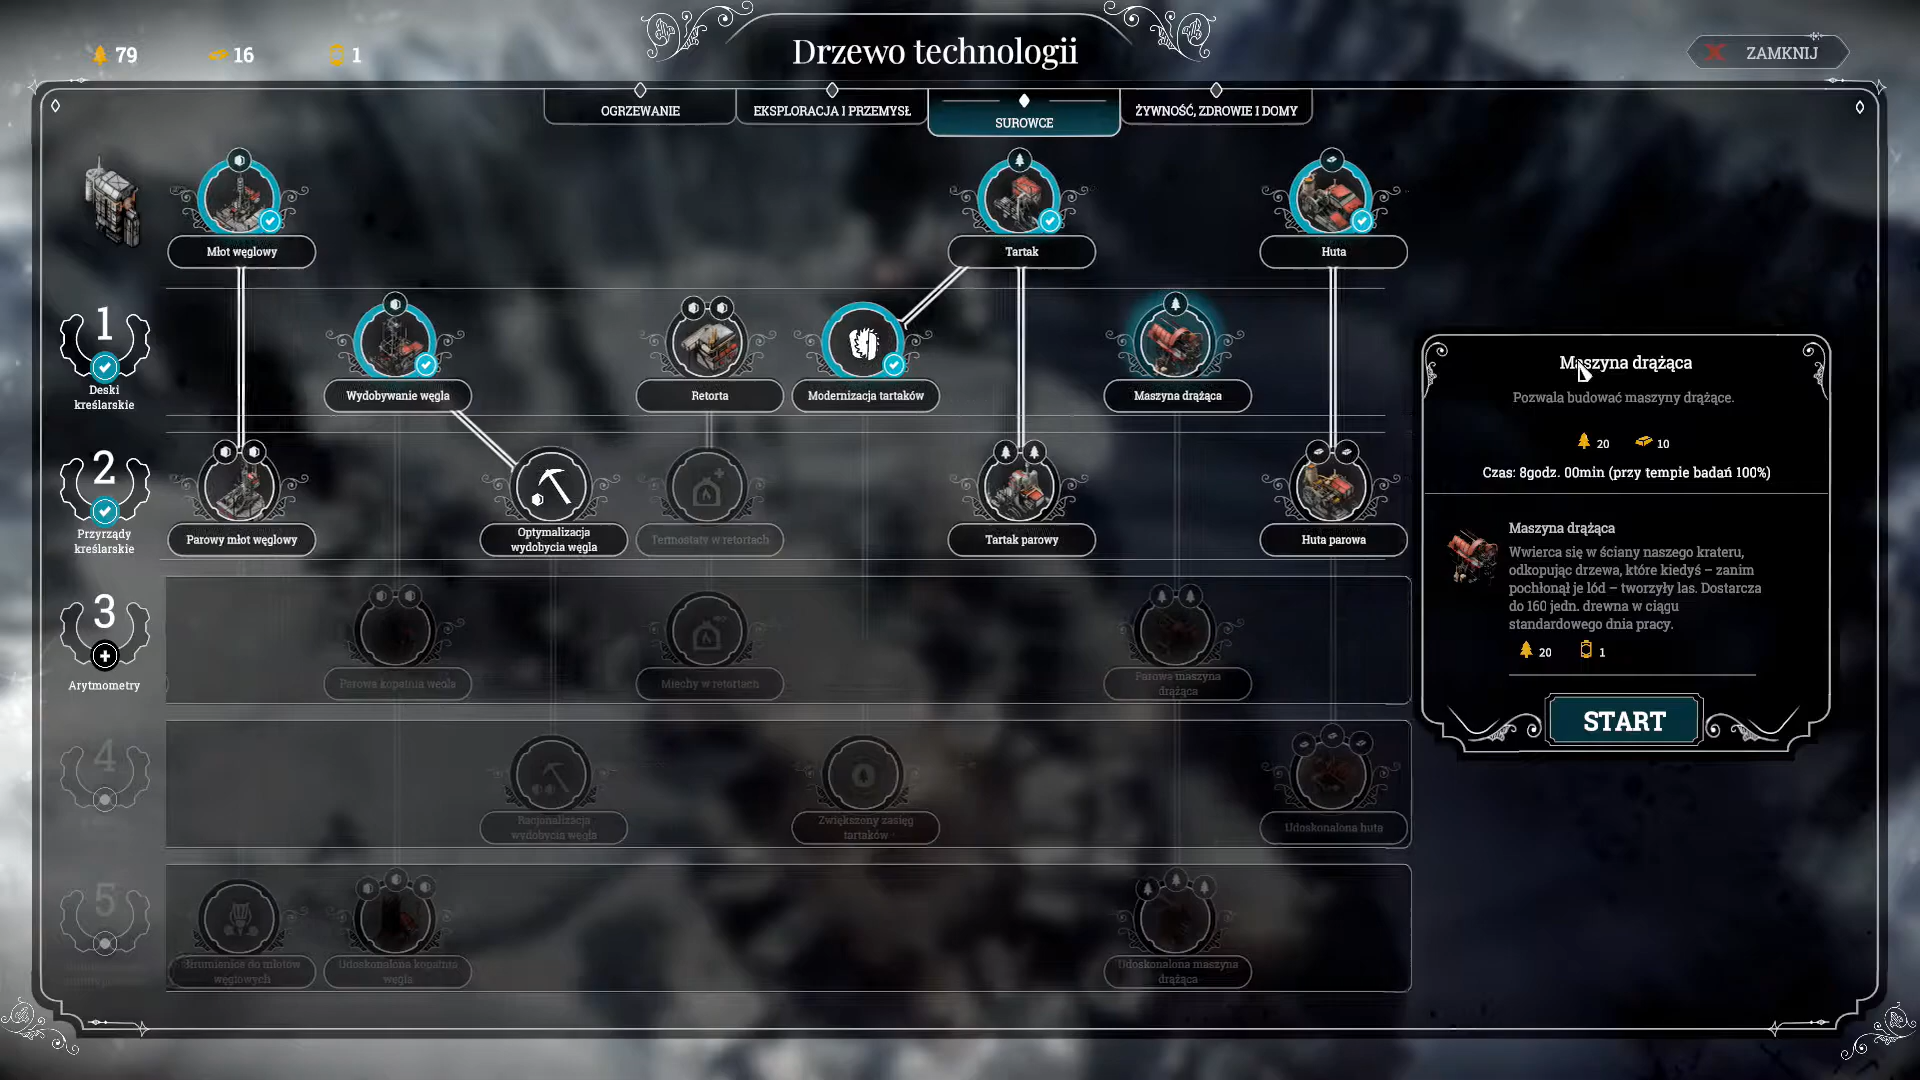 79
16
1
Drzewo technologii
ZAMKNIJ
OGRZEWANIE
EKSPLORACJA I PRZEMYSŁ
SUROWCE
ŻYWNOŚĆ, ZDROWIE I DOMY
Młot węglowy
Tartak
Huta
1
Deski
kreślarskie
Wydobywanie węgla
Retorta
Modernizacja tartaków
Maszyna drążąca
2
Przyrządy
kreślarskie
Parowy młot węglowy
Optymalizacja
wydobycia węgla
Termostaty w retortach
Tartak parowy
Huta parowa
3
Arytmometry
Parowa kopalnia węgla
Miechy w retortach
Parowa maszyna
drążąca
4
Racjonalizacja
wydobycia węgla
Zwiększony zasięg
tartaków
Udoskonalona huta
5
do młotów
węglowych
Udoskonalona kopalnia
węgla
Udoskonalona maszyna
drążąca
Maszyna drążąca
Pozwala budować maszyny drążące.
20
10
Czas: 8godz. 00min (przy tempie badań 100%)
Maszyna drążąca
Wwierca się w ściany naszego krateru,
odkopując drzewa, które kiedyś – zanim
pochłonął je lód – tworzyły las. Dostarcza
do 160 jedn. drewna w ciągu
standardowego dnia pracy.
20
1
START